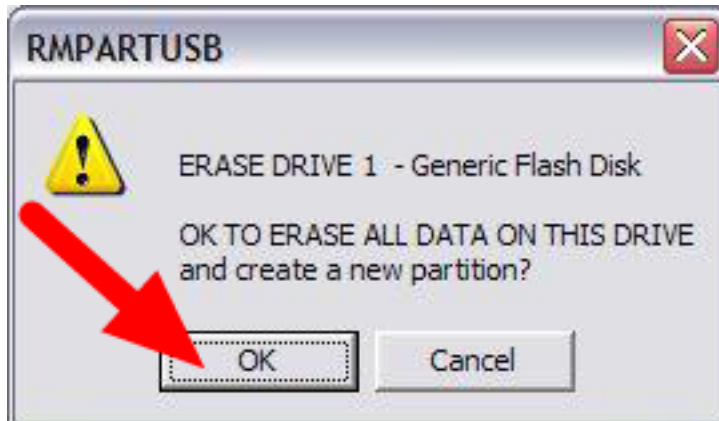 RMPARTUSB
ERASE DRIVE 1 - Generic Flash Disk
OK TO ERASE ALL DATA ON THIS DRIVE
and create a new partition?
OK
Cancel